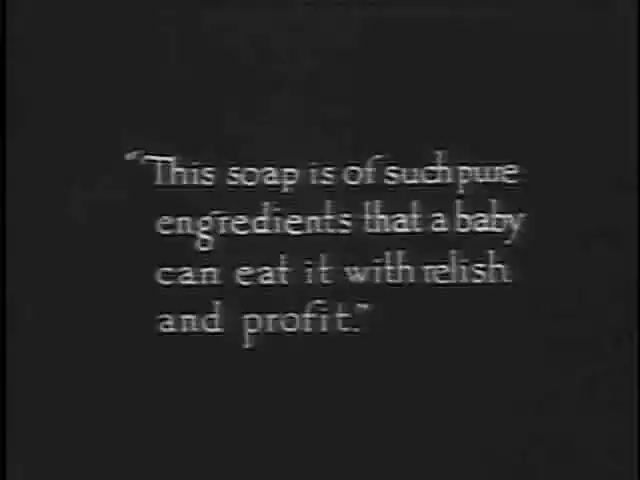 "This soap is of such pure
engredients that a baby
can eat it with relish
and profit."